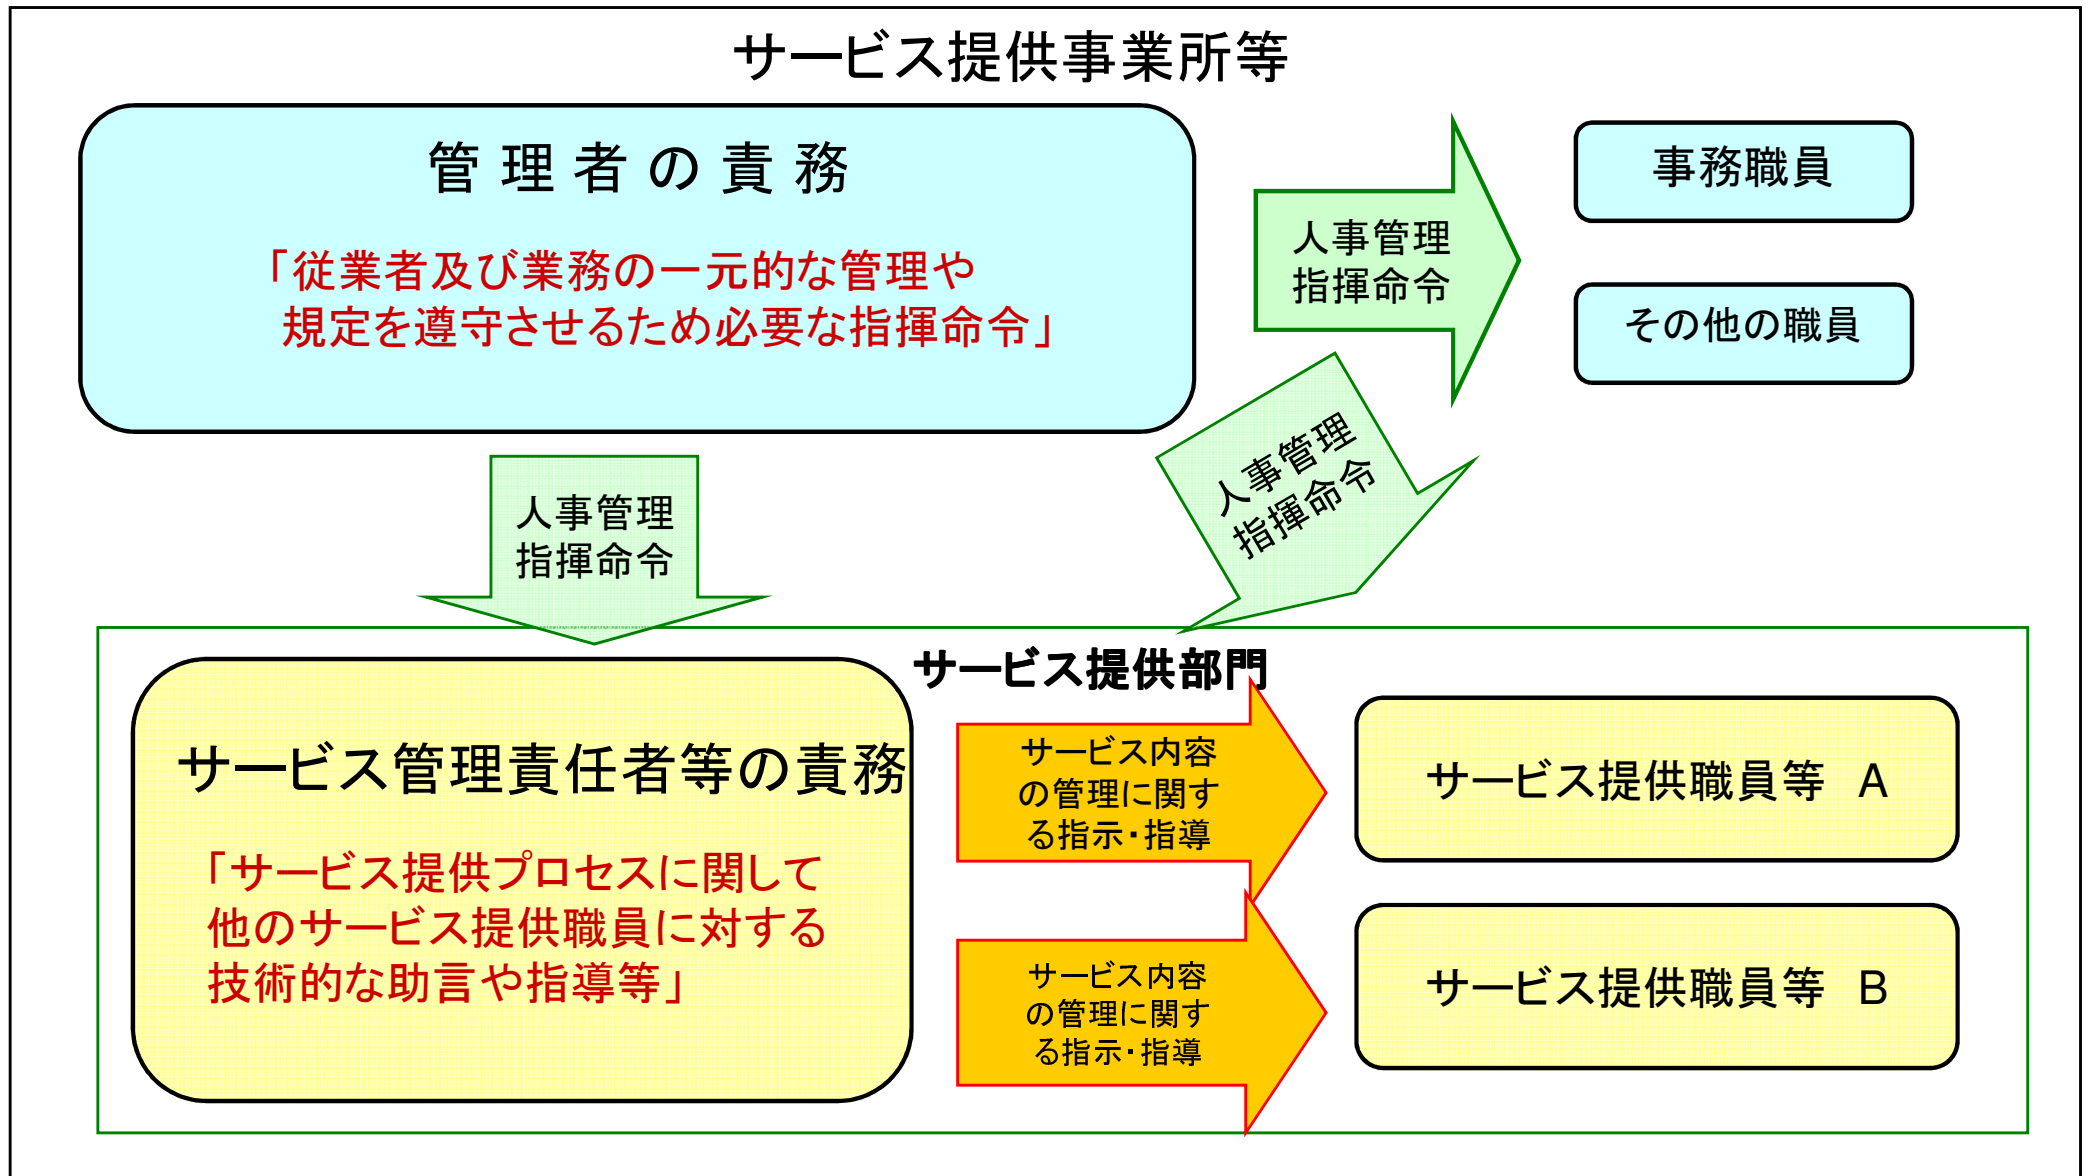 サービス提供事業所等
管理者の責務
「従業者及び業務の一元的な管理や
規定を遵守させるため必要な指揮命令」
人事管理
指揮命令
事務職員
その他の職員
人事管理
指揮命令
人事管理
指揮命令
サービス提供部門
サービス管理責任者等の責務
「サービス提供プロセスに関して
他のサービス提供職員に対する
技術的な助言や指導等」
サービス内容
の管理に関す
る指示・指導
サービス提供職員等　A
サービス内容
の管理に関す
る指示・指導
サービス提供職員等　B